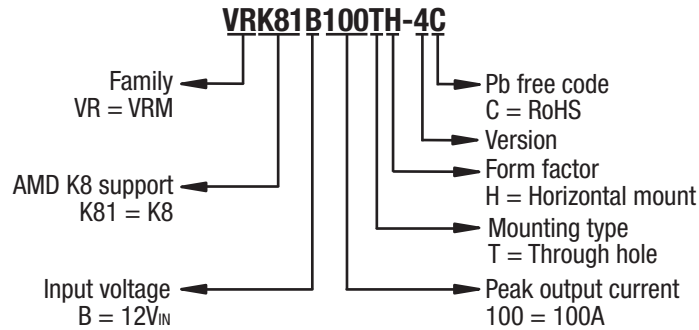 VRK81B100TH-4C
Family
VR = VRM
AMD K8 support
K81 = K8
Input voltage
B = 12VIN
Pb free code
C = RoHS
Version
Form factor
H = Horizontal mount
Mounting type
T = Through hole
Peak output current
100 = 100A